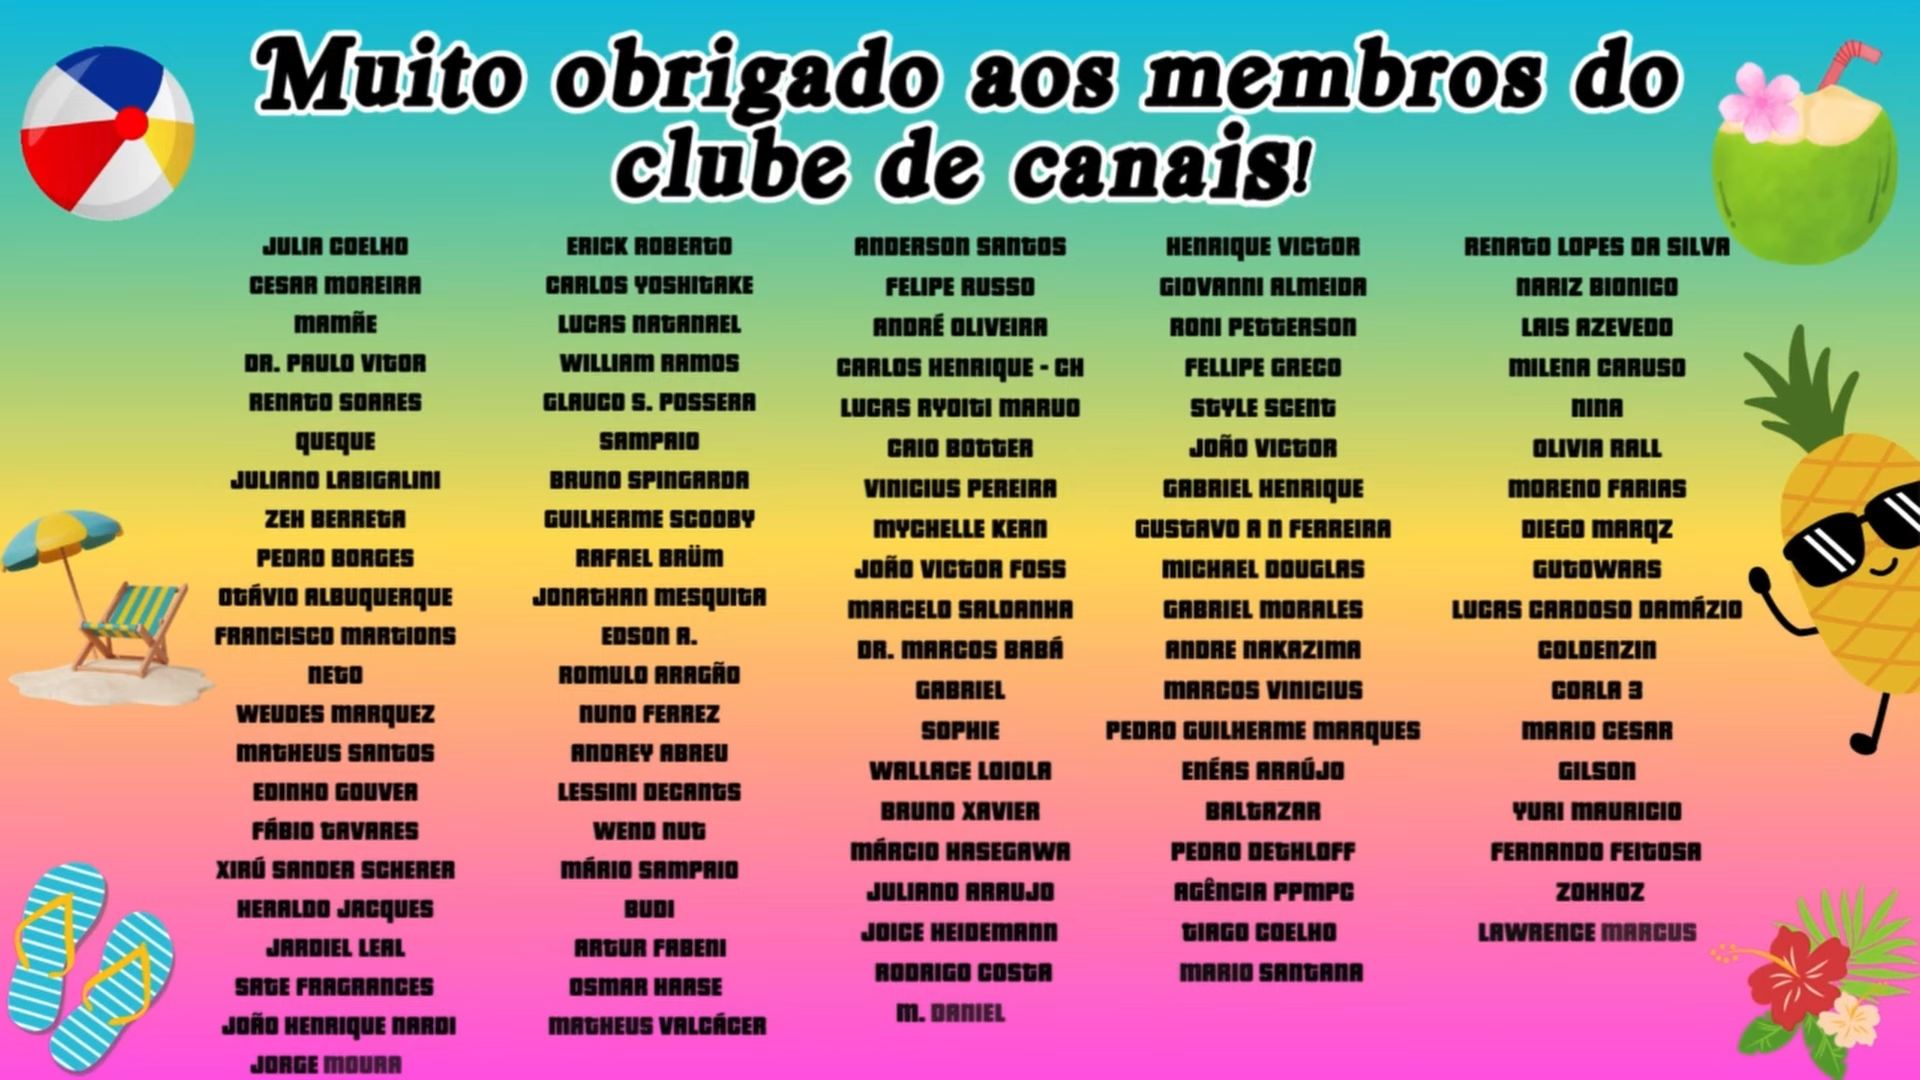 Muito obrigado aos membros do
clube de canais!
JULIA COELHO
CESAR MOREIRA
MAMÃE
DR. PAULO VITOR
RENATO SOARES
QUEQUE
JULIANO LABIGALINI
ZEH BERRETA
PEDRO BORGES
OTÁVIO ALBUQUERQUE
FRANCISCO MARTIONS
NETO
WEUDES MARQUEZ
MATHEUS SANTOS
EDINHO GOUVER
FÁBIO TAVARES
XIRÚ SANDER SCHERER
HERALDO JACQUES
JARDIEL LEAL
SATE FRAGRANCES
JOÃO HENRIQUE NARDI
JORGE MOURA
ERICK ROBERTO
CARLOS YOSHITAKE
LUCAS NATANAEL
WILLIAM RAMOS
GLAUCO S. POSSERA
SAMPAIO
BRUNO SPINGARDA
GUILHERME SCOOBY
RAFAEL BRÜM
JONATHAN MESQUITA
EDSON A.
ROMULO ARAGÃO
NUNO FERREZ
ANDREY ABREU
LESSINI DECANTS
WEND NUT
MÁRIO SAMPAIO
BUDI
ARTUR FABENI
OSMAR HARSE
MATHEUS VALCÁCER
ANDERSON SANTOS
FELIPE RUSSO
ANDRÉ OLIVEIRA
CARLOS HENRIQUE - CH
LUCAS RYOITI MARUO
CAIO BOTTER
VINICIUS PEREIRA
MYCHELLE KERN
JOÃO VICTOR FOSS
MARCELO SALDANHA
DR. MARCOS BABÁ
GABRIEL
SOPHIE
WALLACE LOIOLA
BRUNO XAVIER
MÁRCIO HASEGAWA
JULIANO ARAUJO
JOICE HEIDEMANN
RODRIGO COSTA
M. DANIEL
HENRIQUE VICTOR
GIOVANNI ALMEIDA
RONI PETTERSON
FELLIPE GRECO
STYLE SCENT
JOÃO VICTOR
GABRIEL HENRIQUE
GUSTAVO A N FERREIRA
MICHAEL DOUGLAS
GABRIEL MORALES
ANDRE NAKAZIMA
MARCOS VINICIUS
PEDRO GUILHERME MARQUES
ENÉAS ARAÚJO
BALTAZAR
PEDRO DETHLOFF
AGÊNCIA PPMPC
TIAGO COELHO
MARIO SANTANA
RENATO LOPES DA SILVA
NARIZ BIONICO
LAIS AZEVEDO
MILENA CARUSO
NINA
OLIVIA RALL
MORENO FARIAS
DIEGO MARQZ
GUTOWARS
LUCAS CARDOSO DAMÁZIO
COLDENZIN
CORLA 3
MARIO CESAR
GILSON
YURI MAURICIO
FERNANDO FEITOSA
ZOHHOZ
LAWRENCE MARCUS